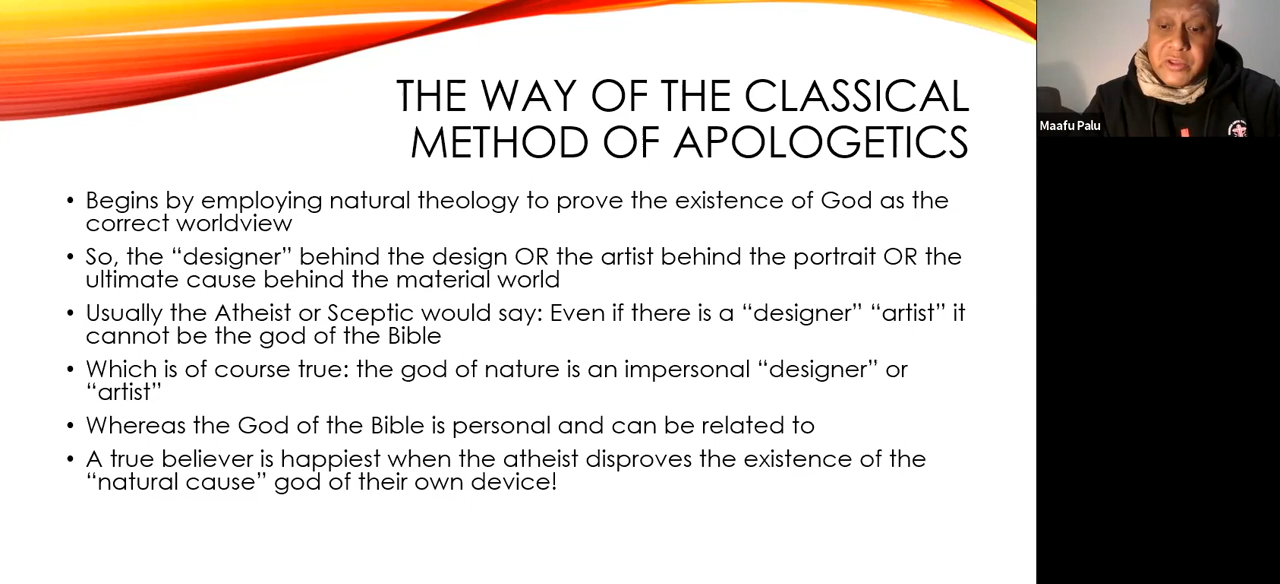 THE WAY OF THE CLASSICAL
METHOD OF APOLOGETICS
• Begins by employing natural theology to prove the existence of God as the
correct worldview
• So, the “designer” behind the design OR the artist behind the portrait OR the
ultimate cause behind the material world
• Usually the Atheist or Sceptic would say: Even if there is a “designer” “artist” it
cannot be the god of the Bible
• Which is of course true: the god of nature is an impersonal “designer” or
“artist”
• Whereas the God of the Bible is personal and can be related to
• A true believer is happiest when the atheist disproves the existence of the
“natural cause” god of their own device!
Maafu Palu